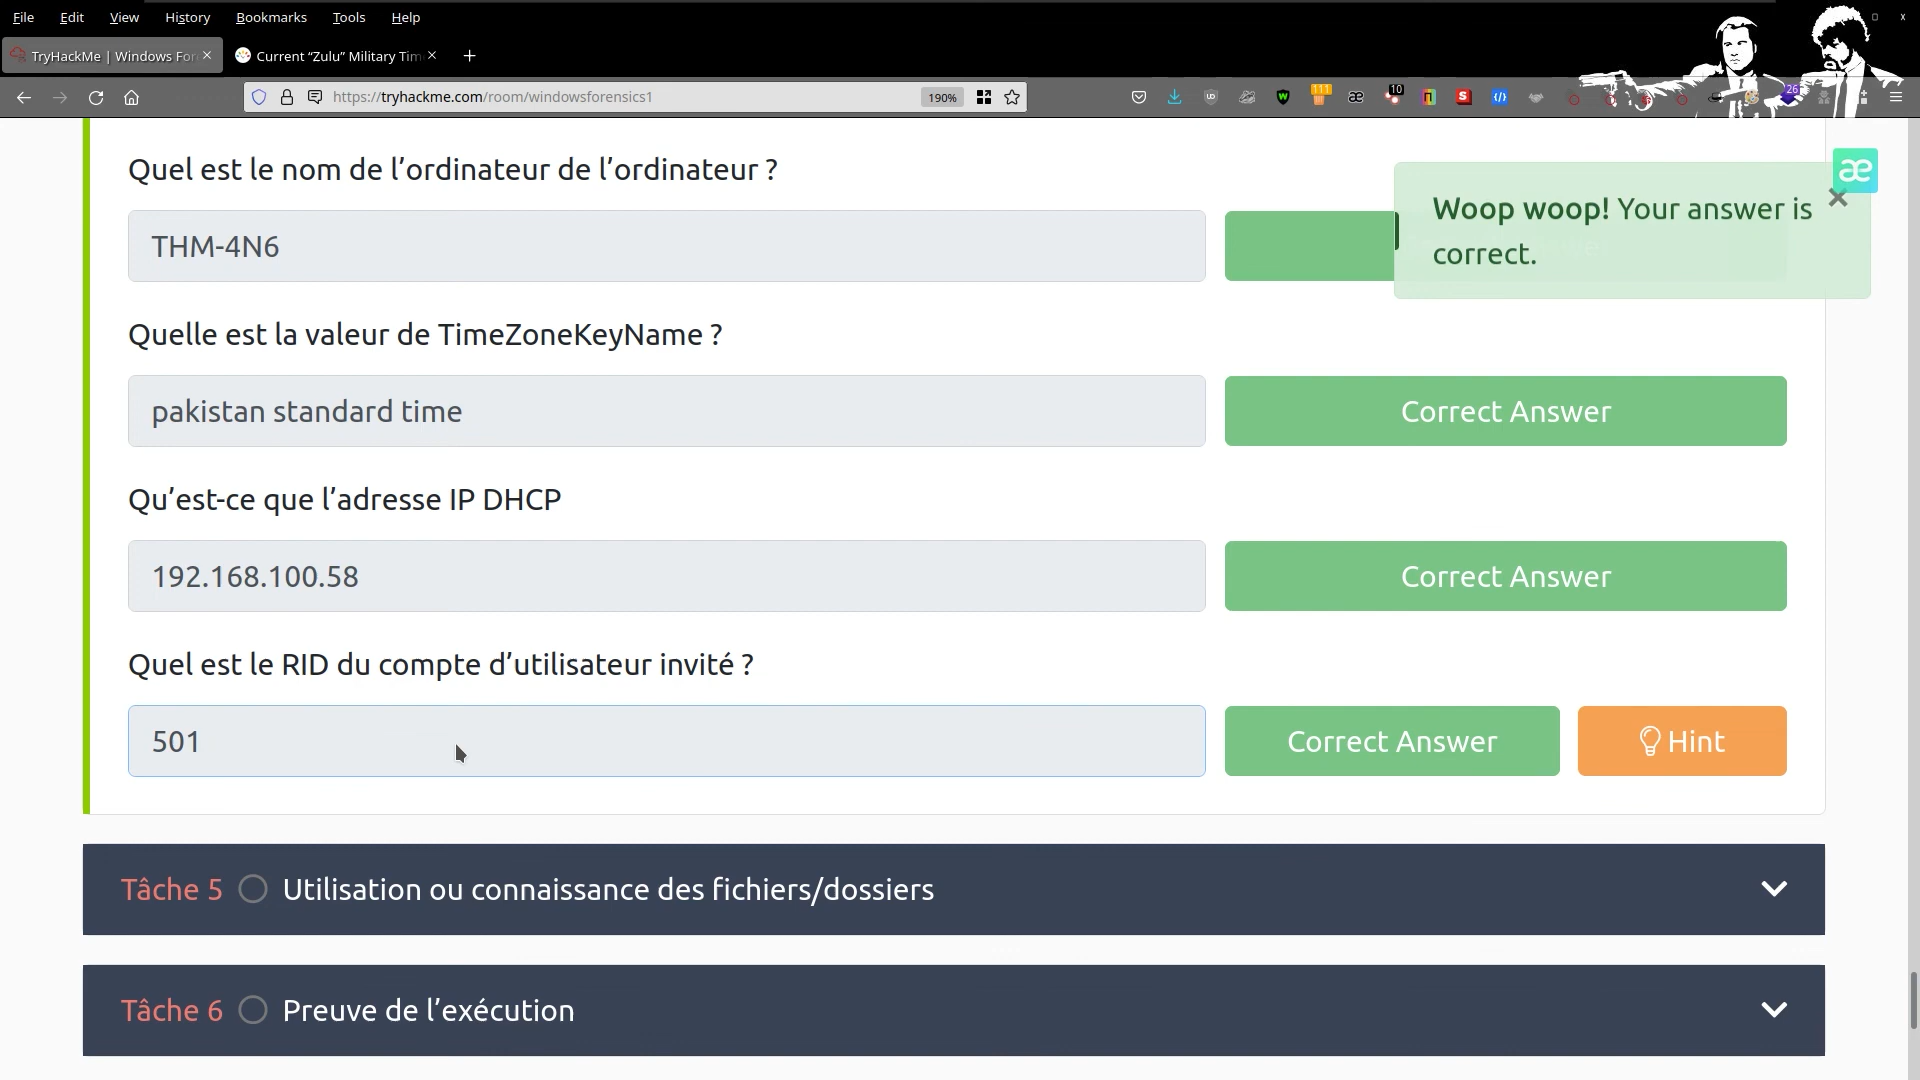 File Edit View History Bookmarks Tools Help
TryHackMe | Windows For
Current “Zulu” Military Tim
https://tryhackme.com/room/windowsforensics1
190%
111
10
26
Quel est le nom de l’ordinateur de l’ordinateur ?
THM-4N6
Woop woop! Your answer is
correct.
Quelle est la valeur de TimeZoneKeyName ?
pakistan standard time
Correct Answer
Qu’est-ce que l’adresse IP DHCP
192.168.100.58
Correct Answer
Quel est le RID du compte d’utilisateur invité ?
501
Correct Answer
Hint
Tâche 5 Utilisation ou connaissance des fichiers/dossiers
Tâche 6 Preuve de l’exécution